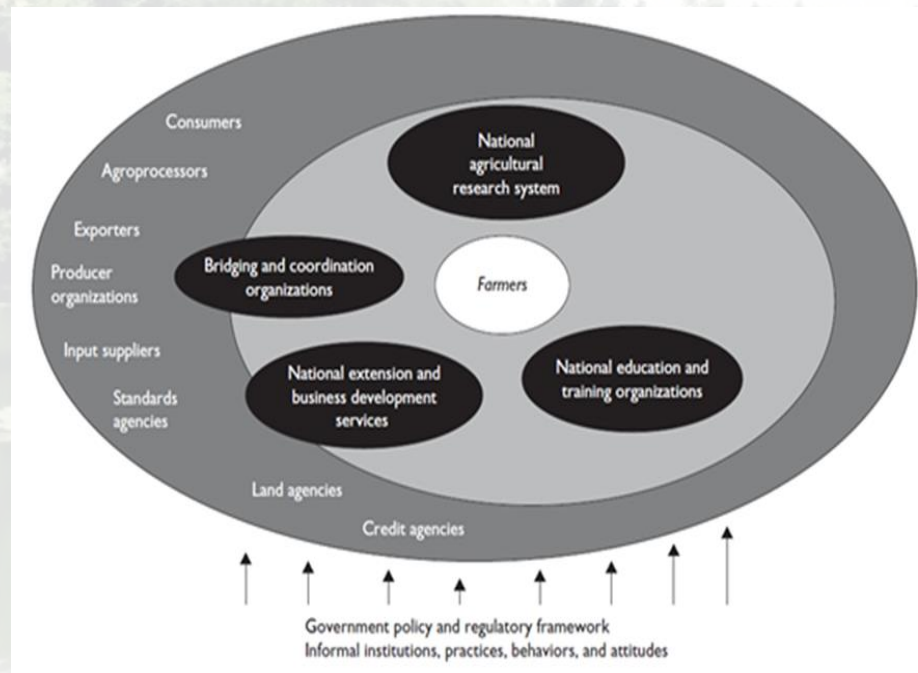 Consumers
Agroprocessors
Exporters
Producer
organizations
Input suppliers
Standards
agencies
Land agencies
Credit agencies
National
agricultural
research system
Bridging and coordination
organizations
Farmers
National extension and
business development
services
National education and
training organizations
Government policy and regulatory framework
Informal institutions, practices, behaviors, and attitudes